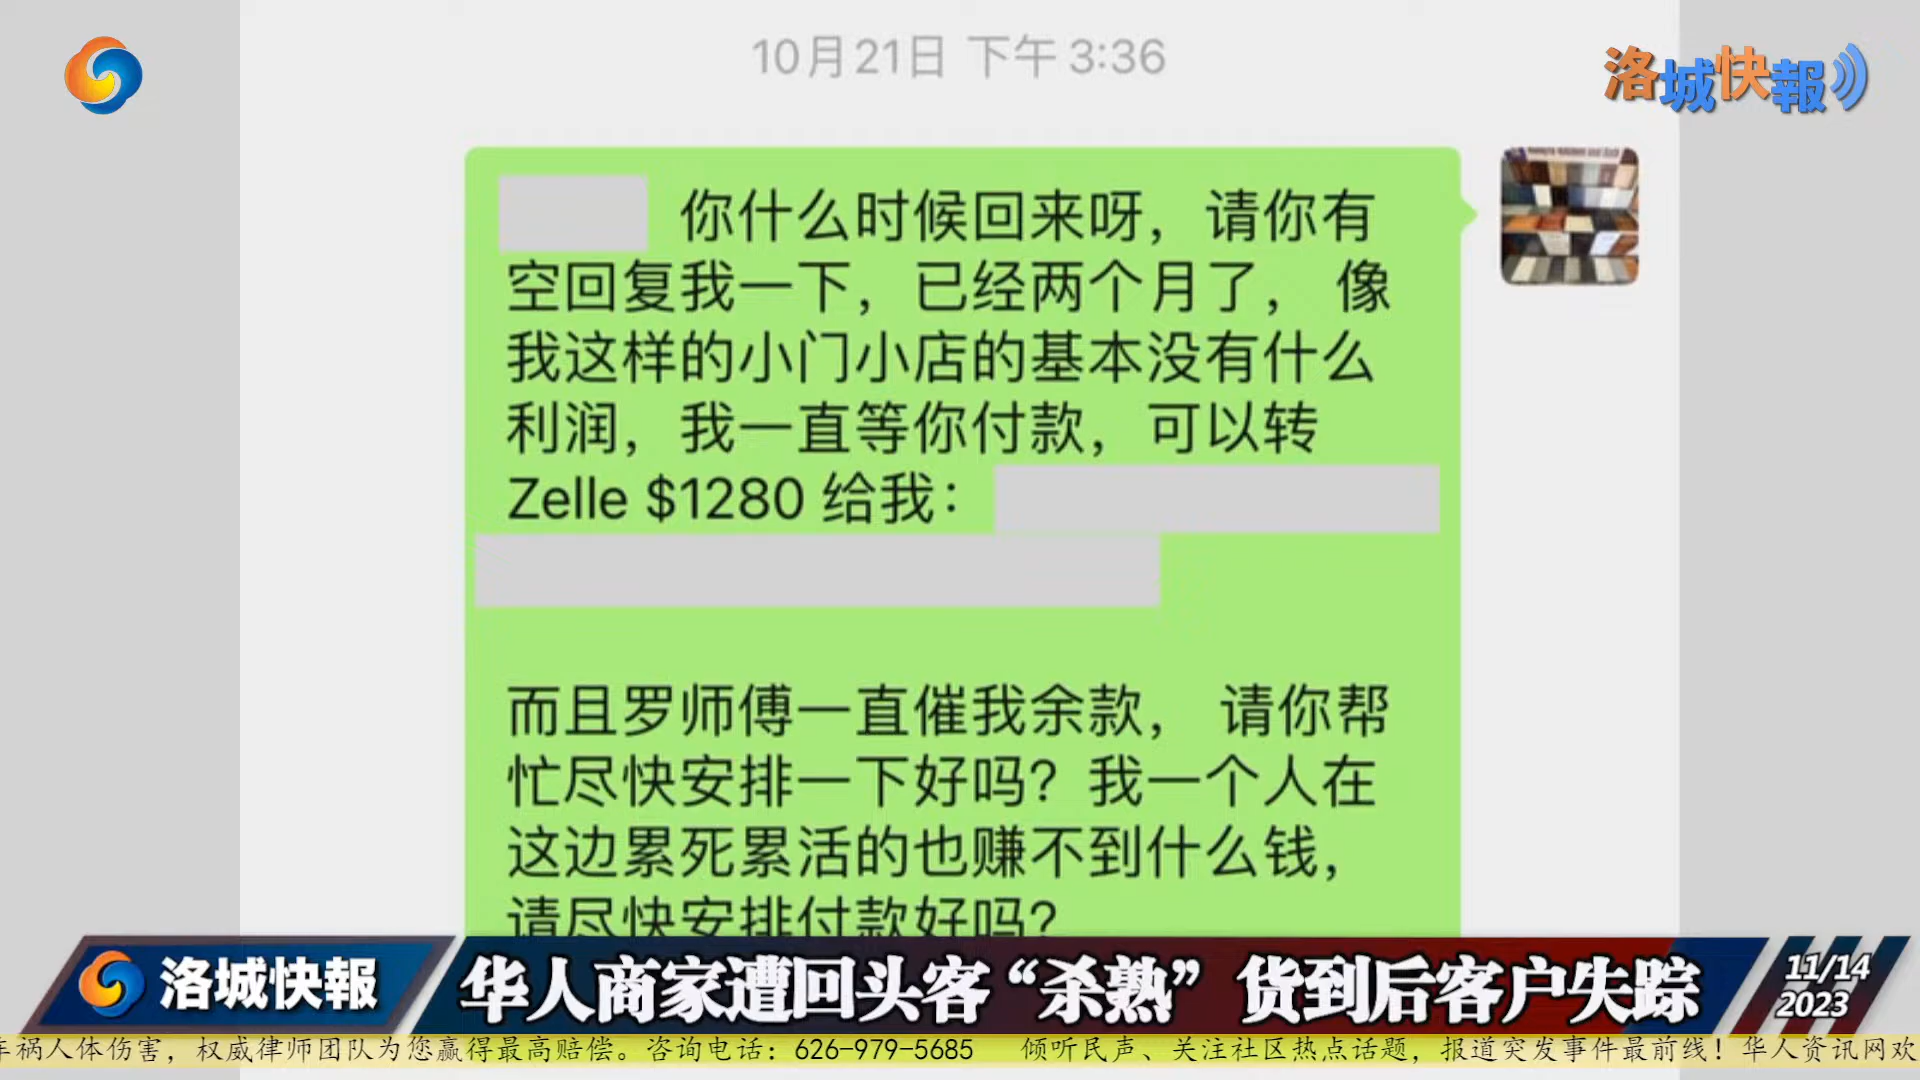 10月21日 下午 3:36
洛城快報
你什么时候回来呀，请你有
空回复我一下，已经两个月了， 像
我这样的小门小店的基本没有什么
利润，我一直等你付款，可以转
Zelle $1280 给我：
而且罗师傅一直催我余款， 请你帮
忙尽快安排一下好吗？我一个人在
这边累死累活的也赚不到什么钱，
请尽快安排付款好吗？
洛城快報
华人商家遭回头客“杀熟” 货到后客户失踪
11/14
2023
车祸人体伤害，权威律师团队为您赢得最高赔偿。咨询电话：626-979-5685 倾听民声、关注社区热点话题，报道突发事件最前线！华人资讯网欢